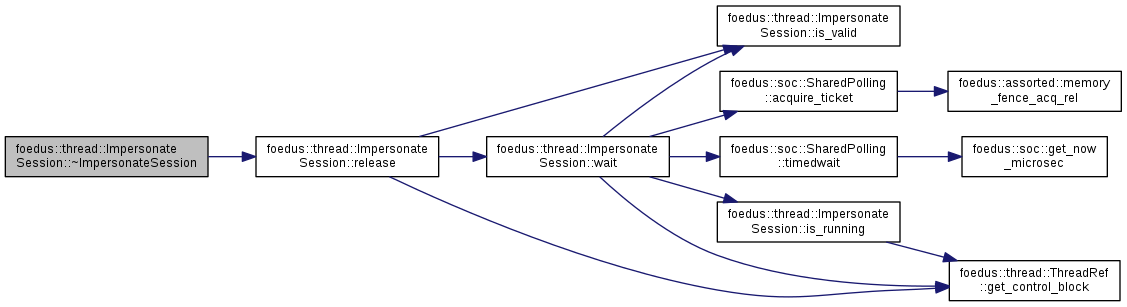 foedus::thread::Impersonate
Session::~ImpersonateSession
foedus::thread::Impersonate
Session::release
foedus::thread::Impersonate
Session::wait
foedus::thread::Impersonate
Session::is_valid
foedus::soc::SharedPolling
::acquire_ticket
foedus::assorted::memory
_fence_acq_rel
foedus::soc::SharedPolling
::timedwait
foedus::soc::get_now
_microsec
foedus::thread::Impersonate
Session::is_running
foedus::thread::ThreadRef
::get_control_block